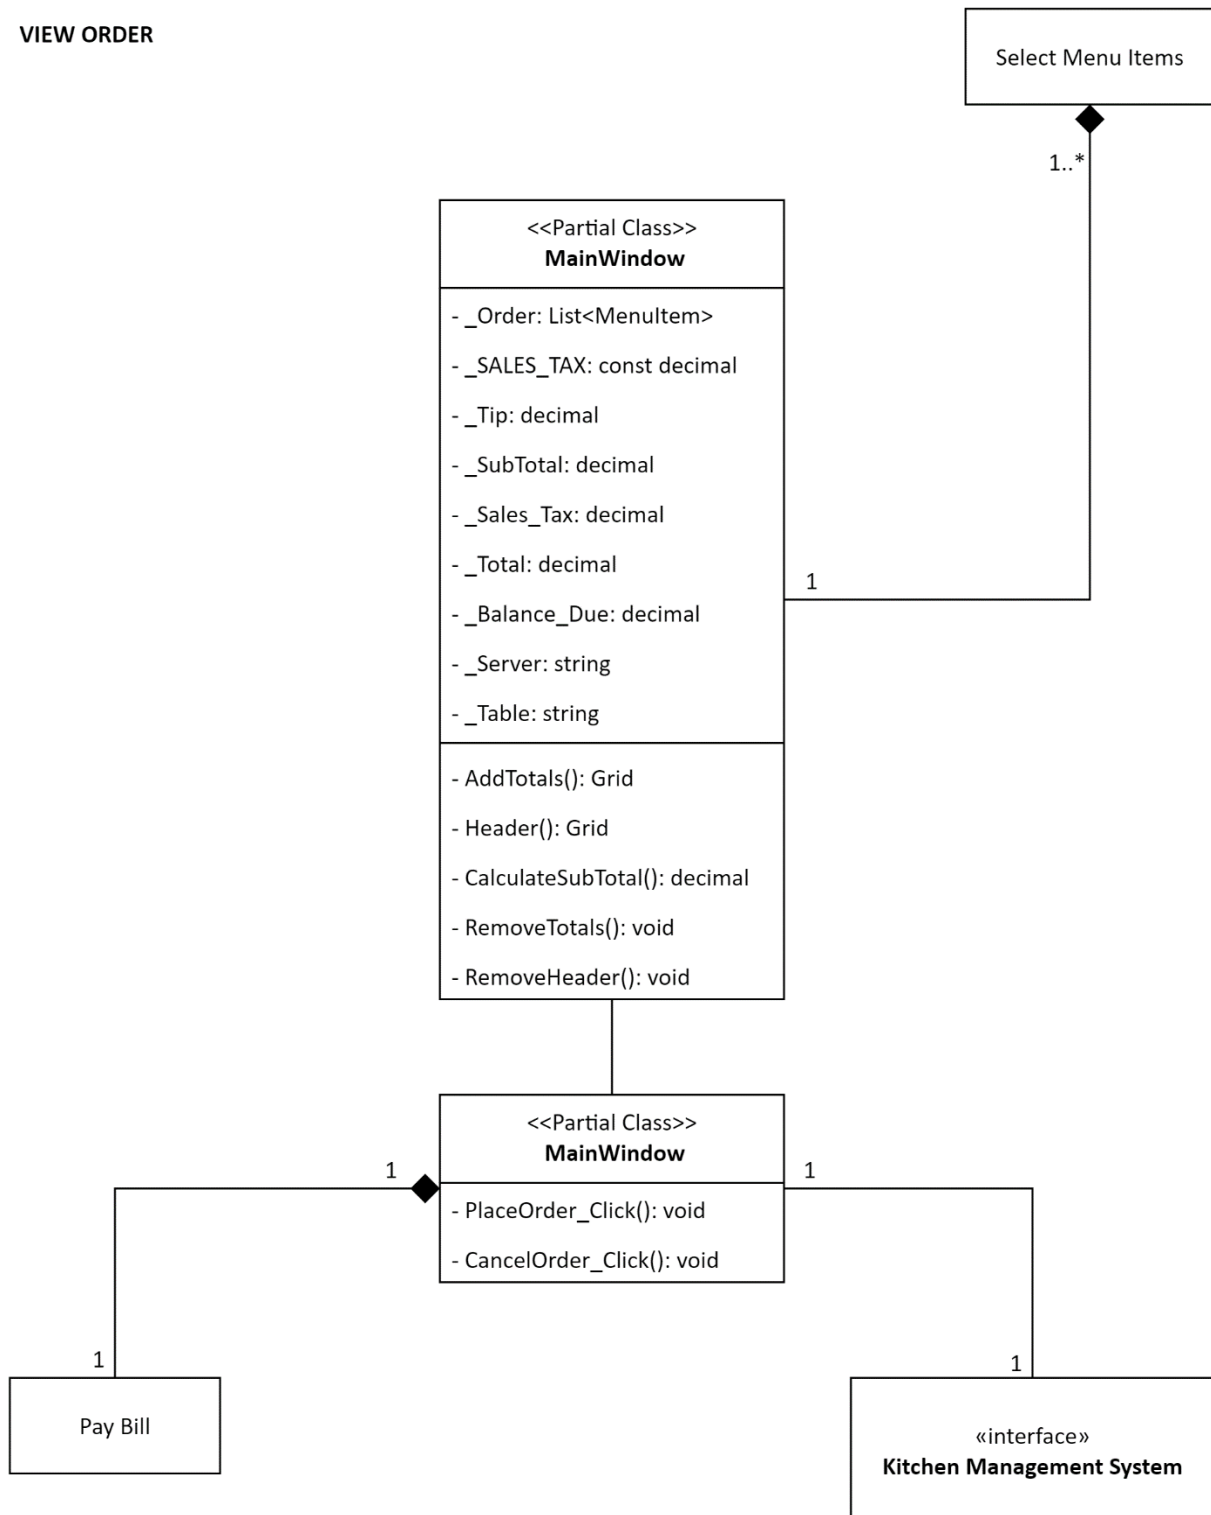 VIEW ORDER
Select Menu Items
1..*
<<Partial Class>>
MainWindow
- _Order: List<MenuItem>
- _SALES_TAX: const decimal
- _Tip: decimal
- _SubTotal: decimal
- _Sales_Tax: decimal
- _Total: decimal
1
- _Balance_Due: decimal
- _Server: string
- _Table: string
- AddTotals(): Grid
- Header(): Grid
- CalculateSubTotal(): decimal
- RemoveTotals(): void
- RemoveHeader(): void
<<Partial Class>>
MainWindow
1
1
- PlaceOrder_Click(): void
- CancelOrder_Click(): void
1
1
Pay Bill
«interface»
Kitchen Management System